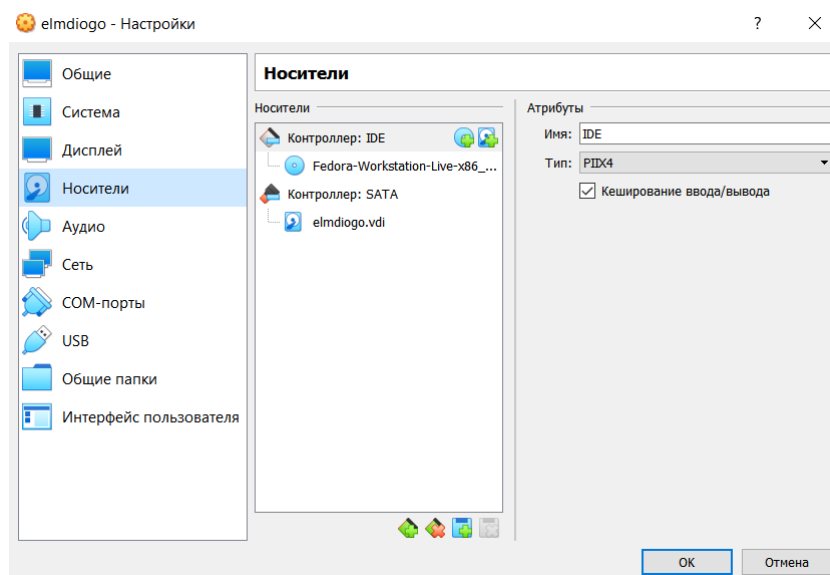 elmdiogo - Настройки
?
Общие
Система
Дисплей
Носители
Аудио
Сеть
COM-порты
USB
Общие папки
Интерфейс пользователя
Носители
Носители
Контроллер: IDE
Fedora-Workstation-Live-x86_...
Контроллер: SATA
elmdiogo.vdi
Атрибуты
Имя: IDE
Тип: PIIX4
Кеширование ввода/вывода
OK
Отмена